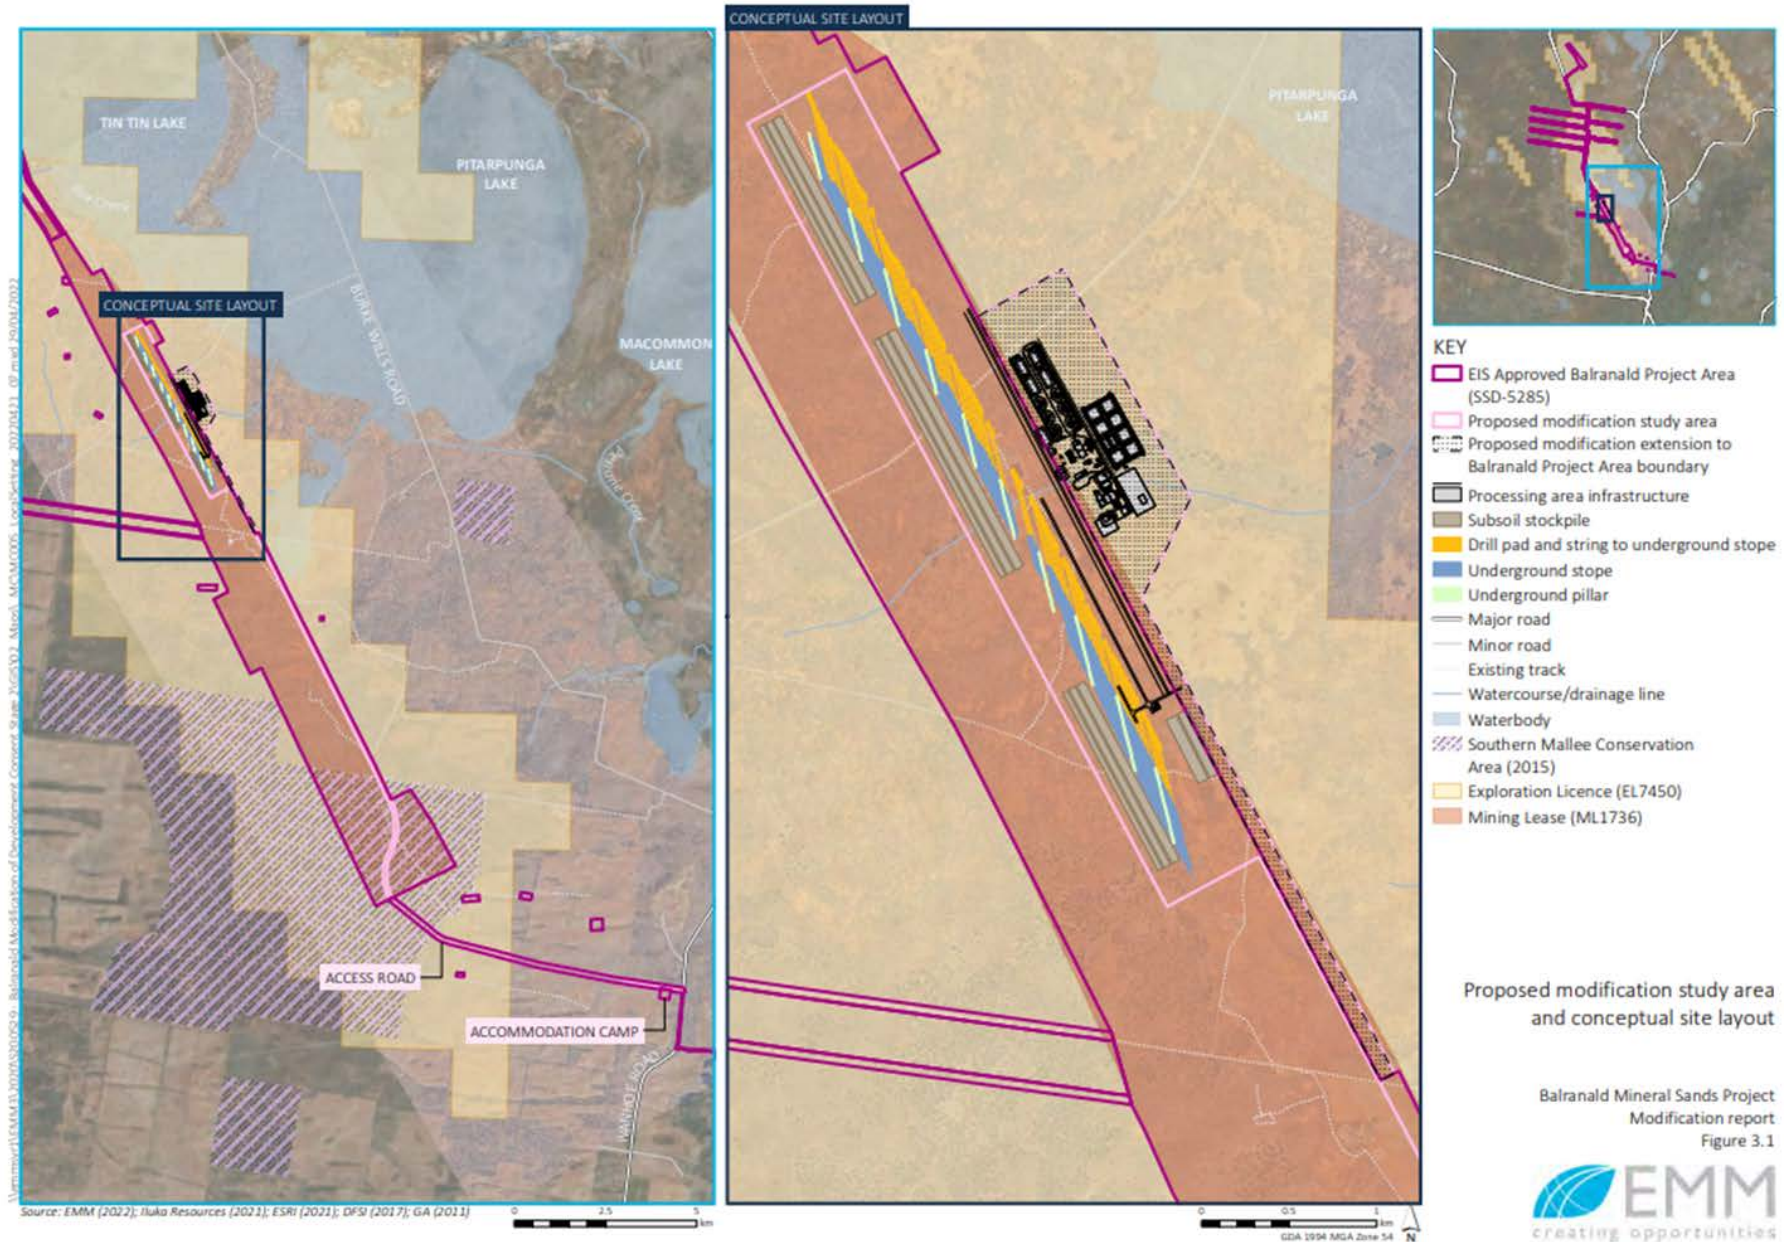 CONCEPTUAL SITE LAYOUT
TIN TIN LAKE
PITARPUNGA
LAKE
CONCEPTUAL SITE LAYOUT
BURKE WILLS ROAD
MACOMMON
LAKE
ACCESS ROAD
ACCOMMODATION CAMP
PITARPUNGA
LAKE
KEY
EIS Approved Balranald Project Area
(SSD-5285)
Proposed modification study area
Proposed modification extension to
Balranald Project Area boundary
Processing area infrastructure
Subsoil stockpile
Drill pad and string to underground stope
Underground stope
Underground pillar
Major road
Minor road
Existing track
Watercourse/drainage line
Waterbody
Southern Mallee Conservation
Area (2015)
Exploration Licence (EL7450)
Mining Lease (ML1736)
Proposed modification study area
and conceptual site layout
Balranald Mineral Sands Project
Modification report
Figure 3.1
EMM
creating opportunities
Source: EMM (2022); Iluka Resources (2021); ESRI (2021); DFSI (2017); GA (2011)
0 2.5 5
km
0 0.5 1
km
GDA 1994 MGA Zone 54
N